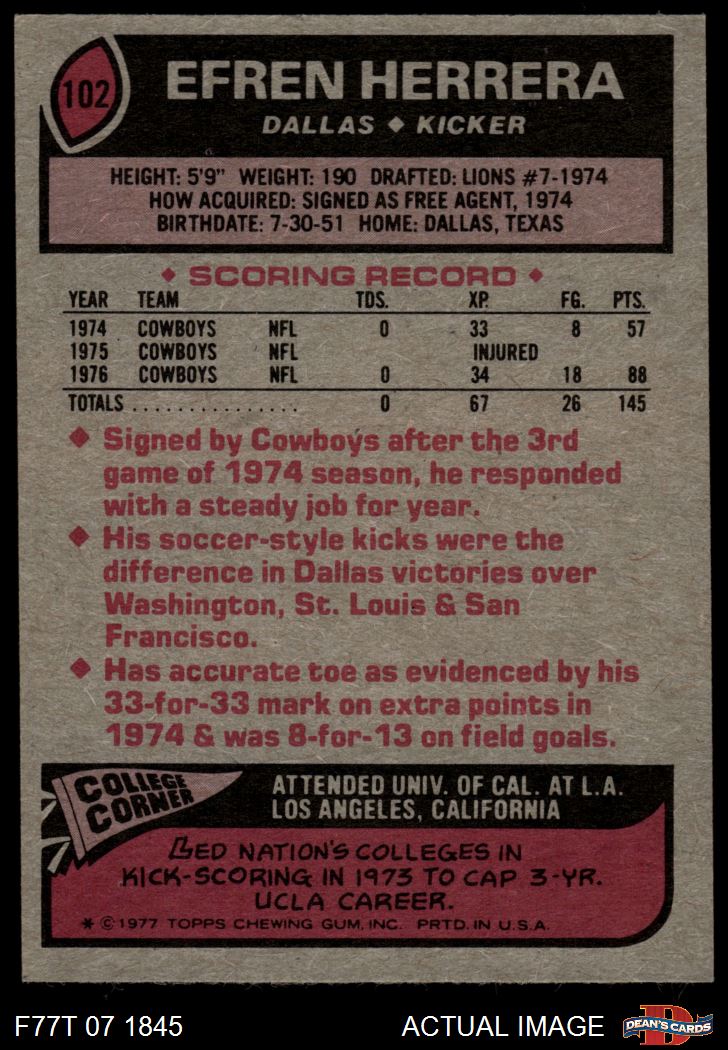 102
EFREN HERRERA
DALLAS ◆ KICKER
HEIGHT: 5'9" WEIGHT: 190 DRAFTED: LIONS #7-1974
HOW ACQUIRED: SIGNED AS FREE AGENT, 1974
BIRTHDATE: 7-30-51 HOME: DALLAS, TEXAS
◆ SCORING RECORD ◆
YEAR TEAM TDS. XP. FG. PTS.
1974 COWBOYS NFL 0 33 8 57
1975 COWBOYS NFL INJURED
1976 COWBOYS NFL 0 34 18 88
TOTALS ................ 0 67 26 145
◆ Signed by Cowboys after the 3rd
game of 1974 season, he responded
with a steady job for year.
◆ His soccer-style kicks were the
difference in Dallas victories over
Washington, St. Louis & San
Francisco.
◆ Has accurate toe as evidenced by his
33-for-33 mark on extra points in
1974 & was 8-for-13 on field goals.
COLLEGE
CORNER
ATTENDED UNIV. OF CAL. AT L.A.
LOS ANGELES, CALIFORNIA
LED NATION'S COLLEGES IN
KICK-SCORING IN 1973 TO CAP 3-YR.
UCLA CAREER.
* © 1977 TOPPS CHEWING GUM, INC. PRTD. IN U.S.A.
F77T 07 1845
ACTUAL IMAGE
D
DEAN'S CARDS